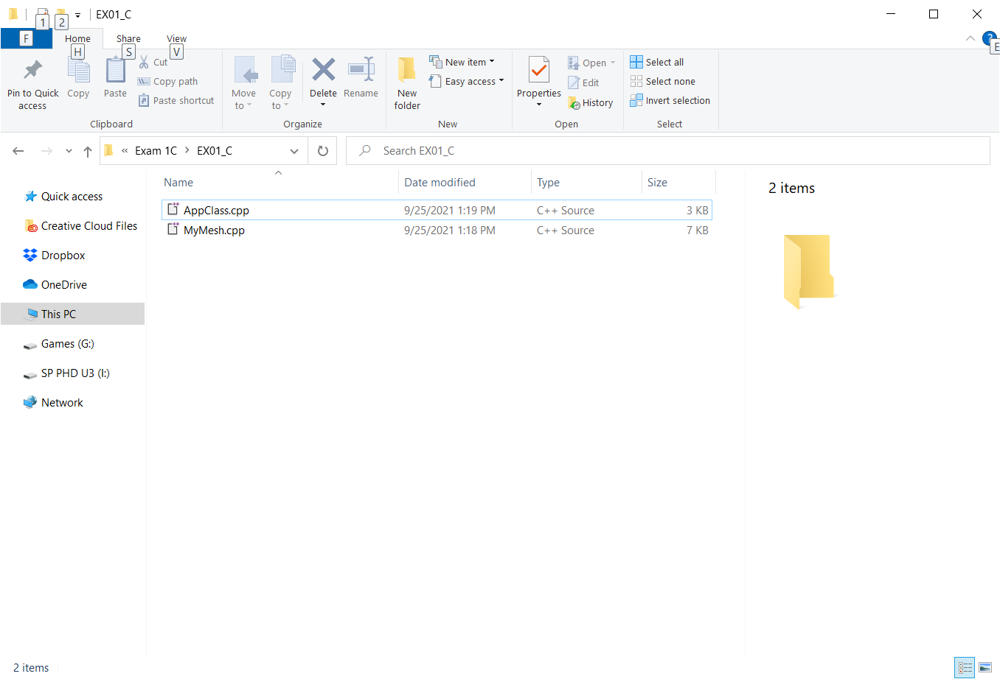 EX01_C
1 2
F Home Share View
H S V E
Pin to Quick access
Copy
Paste
Cut
Copy path
Paste shortcut
Clipboard
Move to
Copy to
Delete
Rename
Organize
New folder
New item
Easy access
New
Properties
Open
Edit
History
Open
Select all
Select none
Invert selection
Select
« Exam 1C > EX01_C
Search EX01_C
Quick access
Creative Cloud Files
Dropbox
OneDrive
This PC
Games (G:)
SP PHD U3 (I:)
Network
Name Date modified Type Size
AppClass.cpp 9/25/2021 1:19 PM C++ Source 3 KB
MyMesh.cpp 9/25/2021 1:18 PM C++ Source 7 KB
2 items
2 items